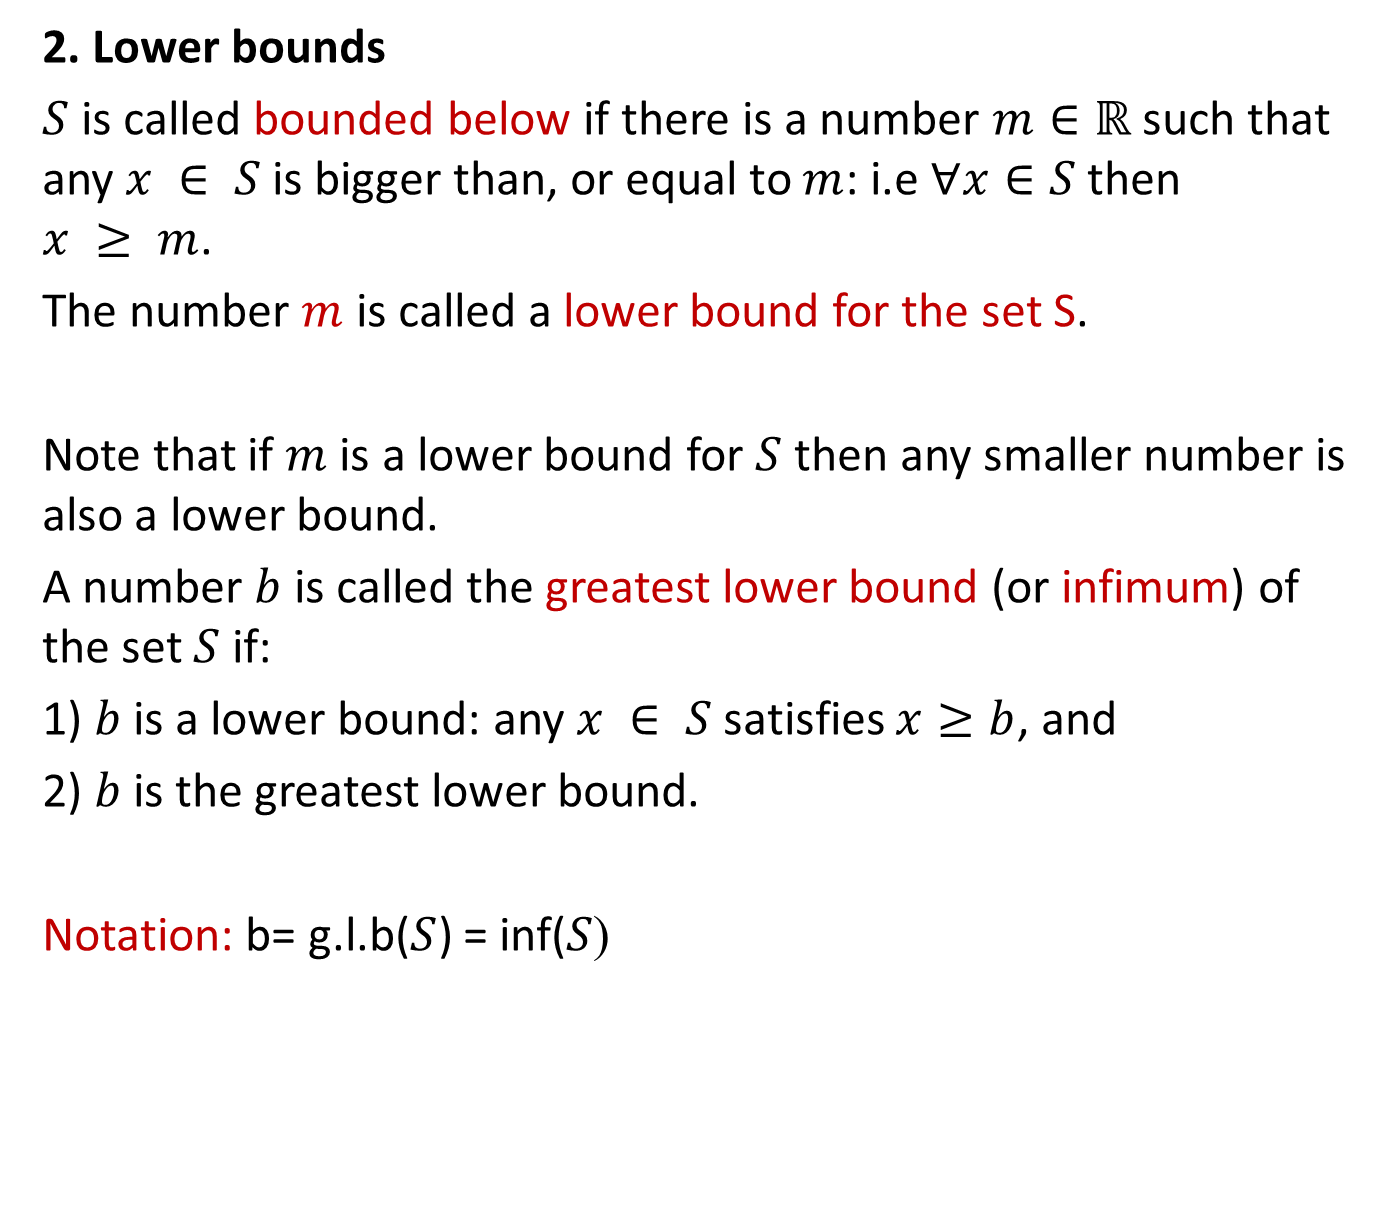 2. Lower bounds
S is called bounded below if there is a number m ∈ ℝ such that
any x ∈ S is bigger than, or equal to m: i.e ∀x ∈ S then
x ≥ m.
The number m is called a lower bound for the set S.
Note that if m is a lower bound for S then any smaller number is
also a lower bound.
A number b is called the greatest lower bound (or infimum) of
the set S if:
1) b is a lower bound: any x ∈ S satisfies x ≥ b, and
2) b is the greatest lower bound.
Notation: b= g.l.b(S) = inf(S)